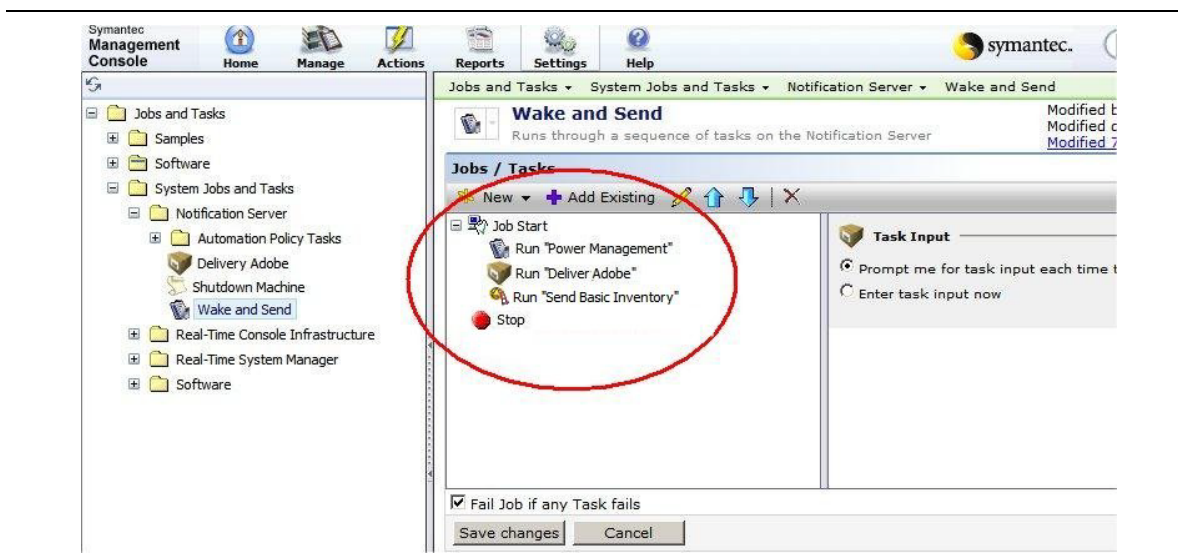 Symantec
Management
Console
Home
Manage
Actions
Reports
Settings
Help
symantec.
Jobs and Tasks
Samples
Software
System Jobs and Tasks
Notification Server
Automation Policy Tasks
Delivery Adobe
Shutdown Machine
Wake and Send
Real-Time Console Infrastructure
Real-Time System Manager
Software
Jobs and Tasks System Jobs and Tasks Notification Server Wake and Send
Wake and Send
Runs through a sequence of tasks on the Notification Server
Modified
Modified
Modified 7
Jobs / Tasks
New Add Existing
Job Start
Run "Power Management"
Run "Deliver Adobe"
Run "Send Basic Inventory"
Stop
Task Input
Prompt me for task input each time
Enter task input now
Fail Job if any Task fails
Save changes
Cancel